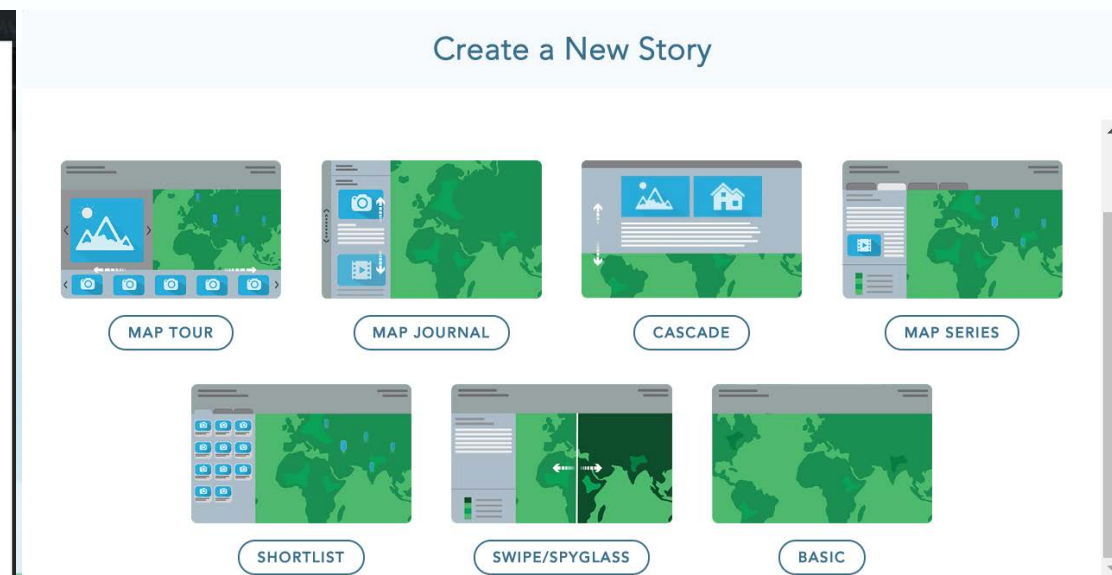 Create a New Story
MAP TOUR
MAP JOURNAL
CASCADE
MAP SERIES
SHORTLIST
SWIPE/SPYGLASS
BASIC